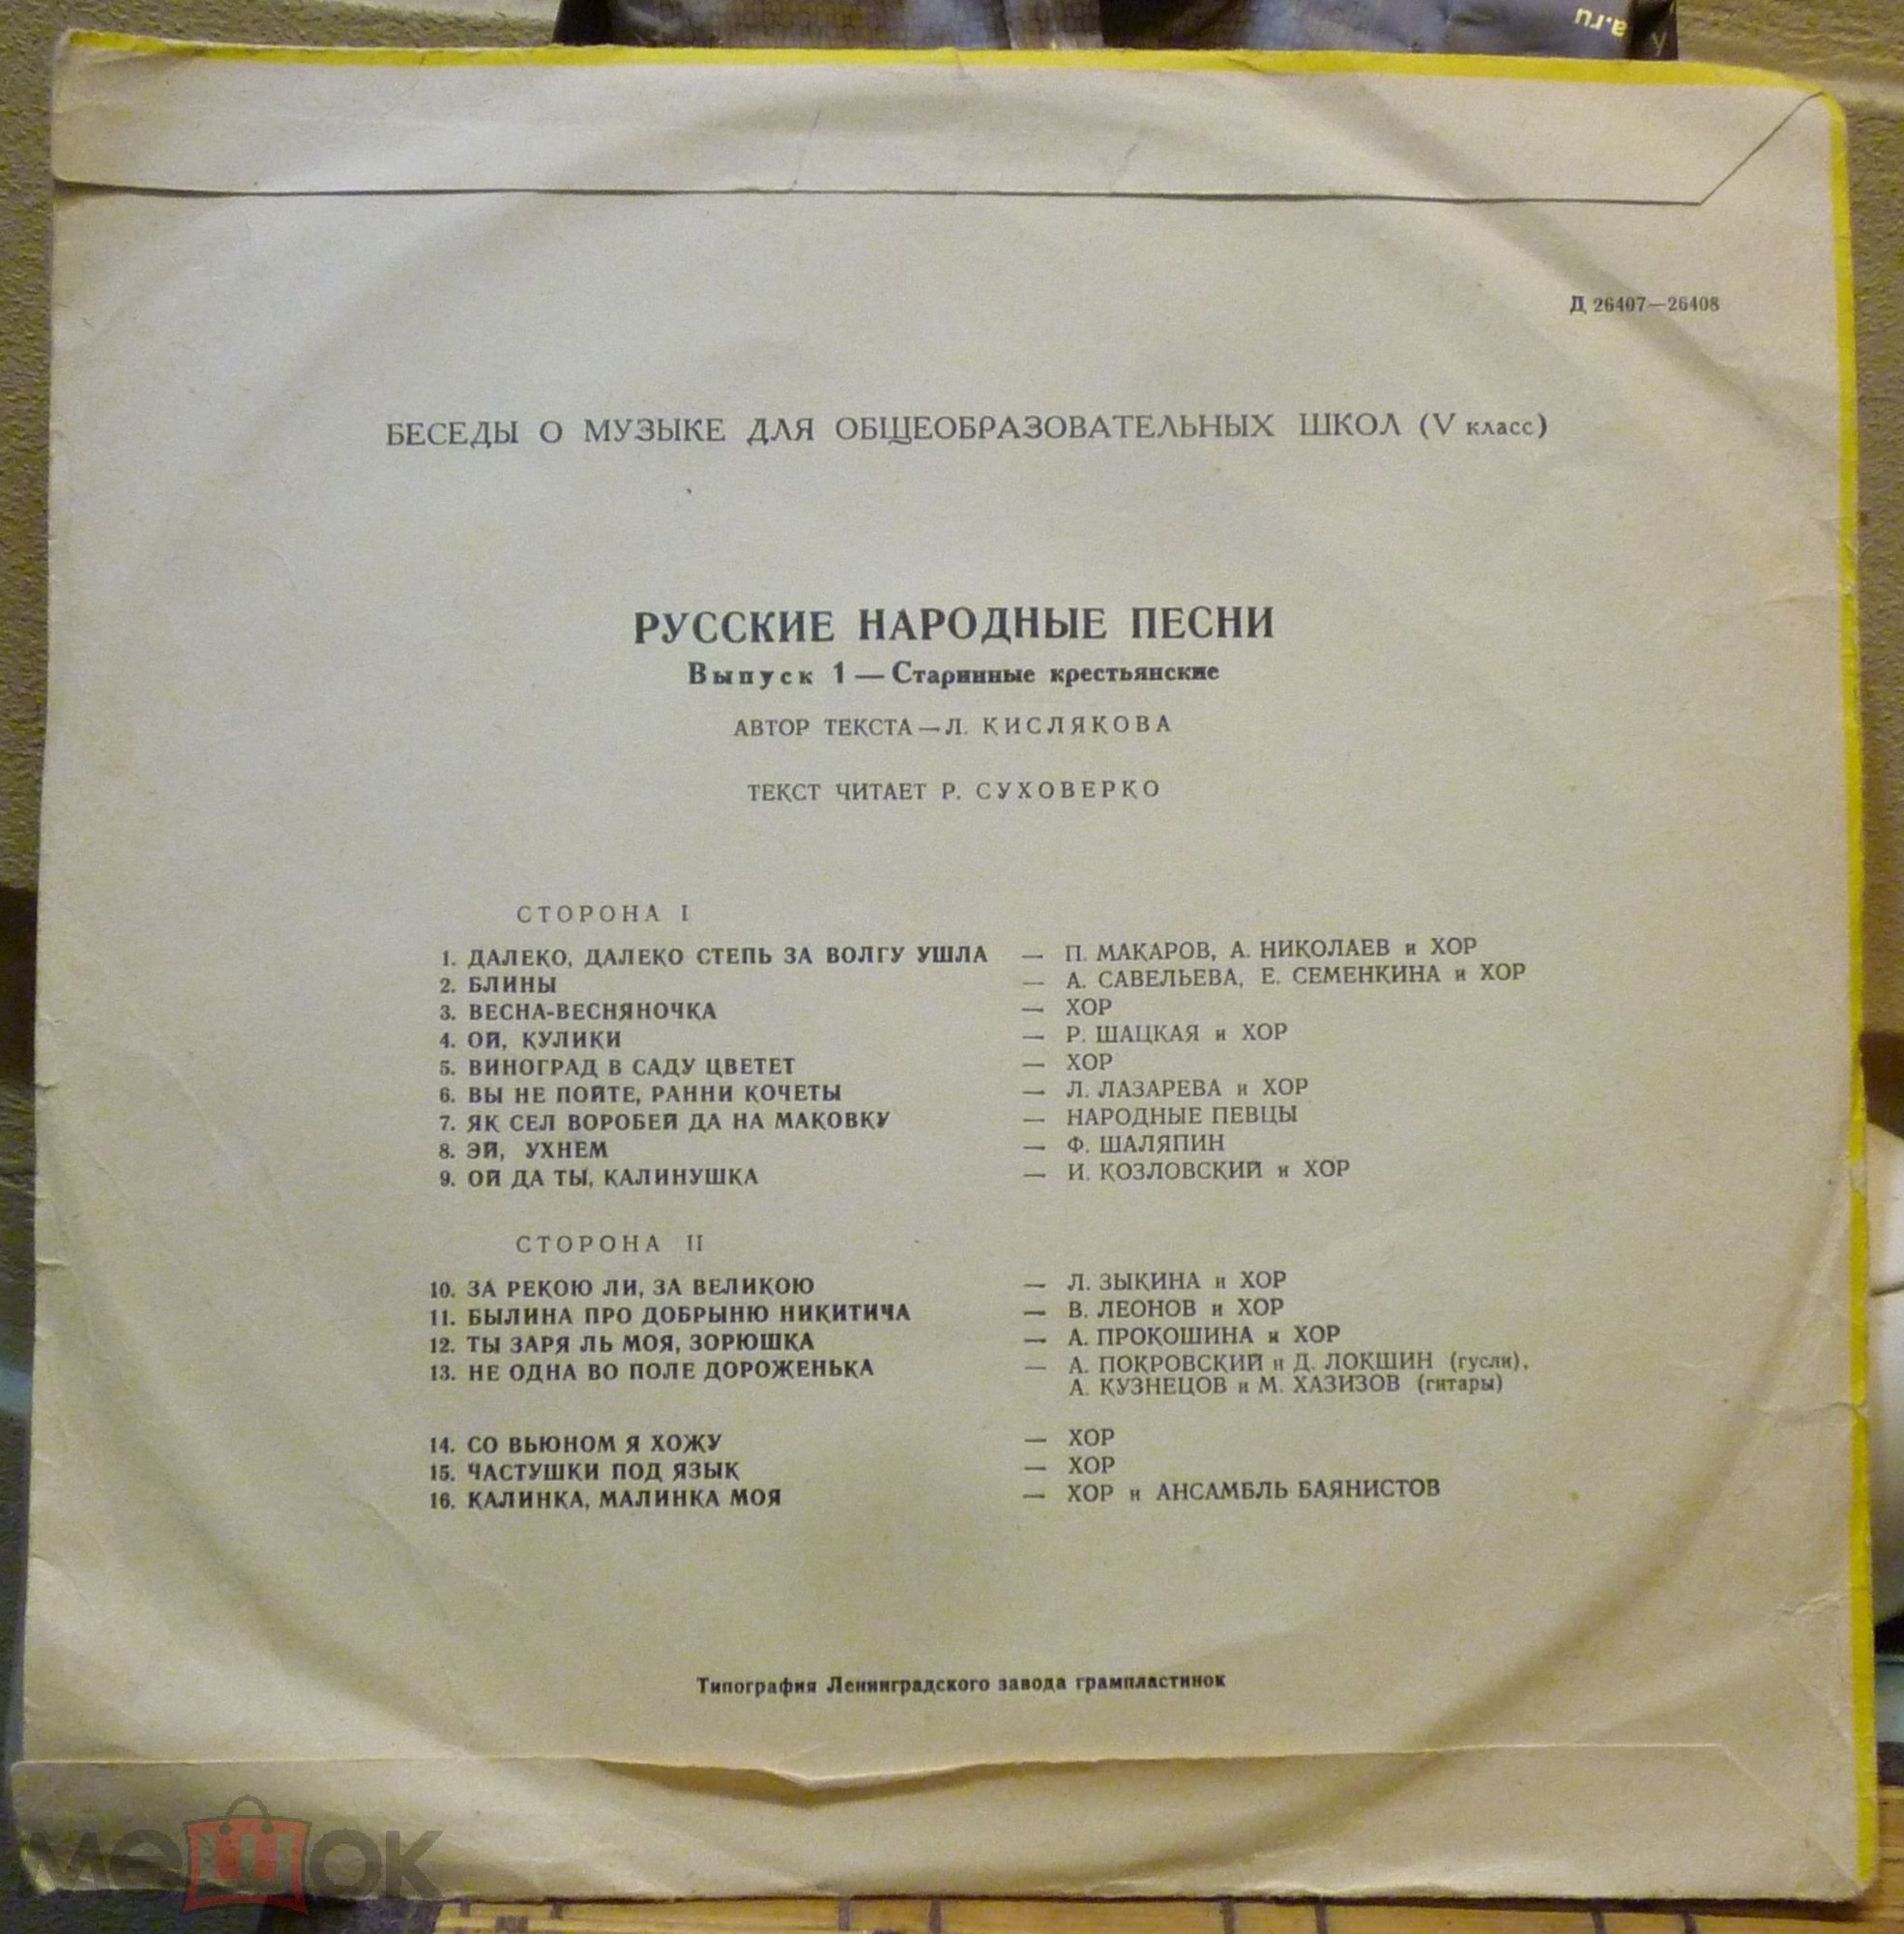 a.ru
Д 26407—26408
БЕСЕДЫ О МУЗЫКЕ ДЛЯ ОБЩЕОБРАЗОВАТЕЛЬНЫХ ШКОЛ (V класс)
РУССКИЕ НАРОДНЫЕ ПЕСНИ
Выпуск 1 — Старинные крестьянские
АВТОР ТЕКСТА — Л. КИСЛЯКОВА
ТЕКСТ ЧИТАЕТ Р. СУХОВЕРКО
СТОРОНА I
1. ДАЛЕКО, ДАЛЕКО СТЕПЬ ЗА ВОЛГУ УШЛА — П. МАКАРОВ, А. НИКОЛАЕВ и ХОР
2. БЛИНЫ — А. САВЕЛЬЕВА, Е. СЕМЕНКИНА и ХОР
3. ВЕСНА-ВЕСНЯНОЧКА — ХОР
4. ОЙ, КУЛИКИ — Р. ШАЦКАЯ и ХОР
5. ВИНОГРАД В САДУ ЦВЕТЕТ — ХОР
6. ВЫ НЕ ПОЙТЕ, РАННИ КОЧЕТЫ — Л. ЛАЗАРЕВА и ХОР
7. ЯК СЕЛ ВОРОБЕЙ ДА НА МАКОВКУ — НАРОДНЫЕ ПЕВЦЫ
8. ЭЙ, УХНЕМ — Ф. ШАЛЯПИН
9. ОЙ ДА ТЫ, КАЛИНУШКА — И. КОЗЛОВСКИЙ и ХОР
СТОРОНА II
10. ЗА РЕКОЮ ЛИ, ЗА ВЕЛИКОЮ — Л. ЗЫКИНА и ХОР
11. БЫЛИНА ПРО ДОБРЫНЮ НИКИТИЧА — В. ЛЕОНОВ и ХОР
12. ТЫ ЗАРЯ ЛЬ МОЯ, ЗОРЮШКА — А. ПРОКОШИНА и ХОР
13. НЕ ОДНА ВО ПОЛЕ ДОРОЖЕНЬКА — А. ПОКРОВСКИЙ и Д. ЛОКШИН (гусли),
А. КУЗНЕЦОВ и М. ХАЗИЗОВ (гитары)
14. СО ВЬЮНОМ Я ХОЖУ — ХОР
15. ЧАСТУШКИ ПОД ЯЗЫК — ХОР
16. КАЛИНКА, МАЛИНКА МОЯ — ХОР и АНСАМБЛЬ БАЯНИСТОВ
Типография Ленинградского завода грампластинок
мешок